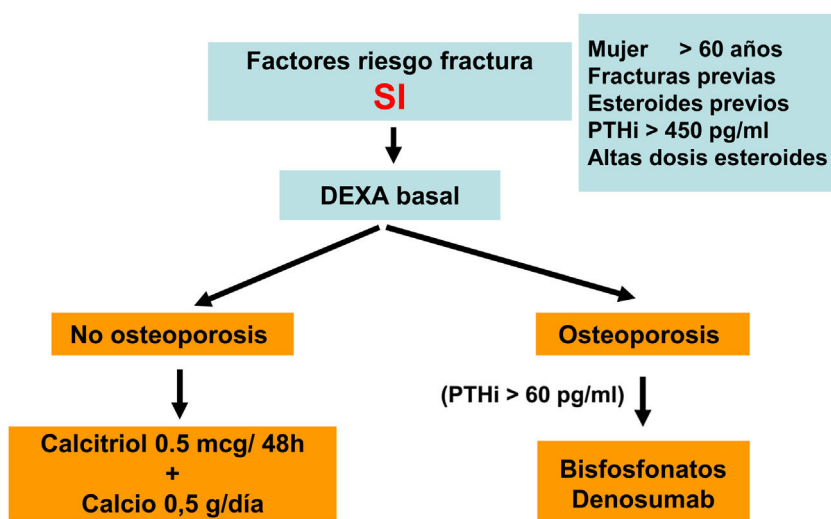 Factores riesgo fractura
SI
Mujer > 60 años
Fracturas previas
Esteroides previos
PTHi > 450 pg/ml
Altas dosis esteroides
DEXA basal
No osteoporosis
Osteoporosis
(PTHi > 60 pg/ml)
Calcitriol 0.5 mcg/ 48h
+
Calcio 0,5 g/día
Bisfosfonatos
Denosumab